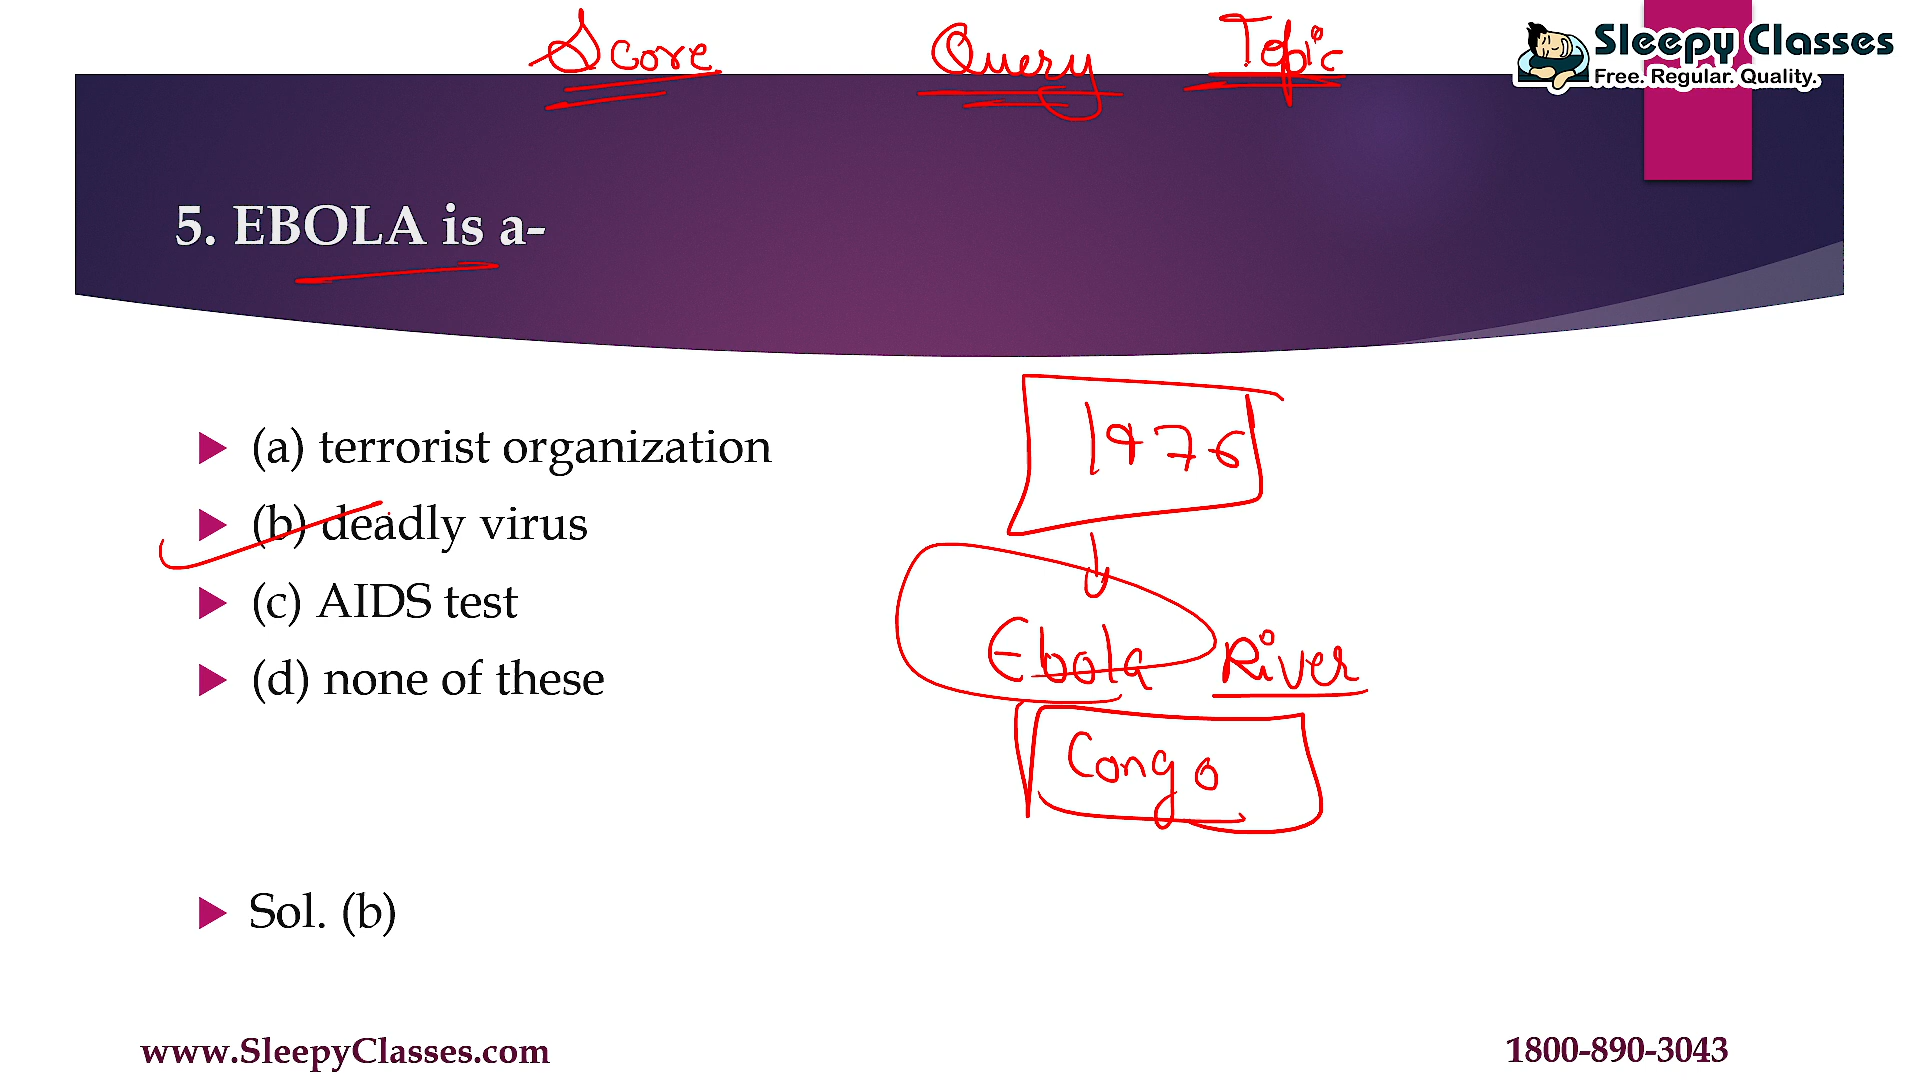 Score Query Topic
Sleepy Classes
Free. Regular. Quality.
5. EBOLA is a-
(a) terrorist organization
(b) deadly virus
(c) AIDS test
(d) none of these
1976
Ebola River
Congo
Sol. (b)
www.SleepyClasses.com
1800-890-3043